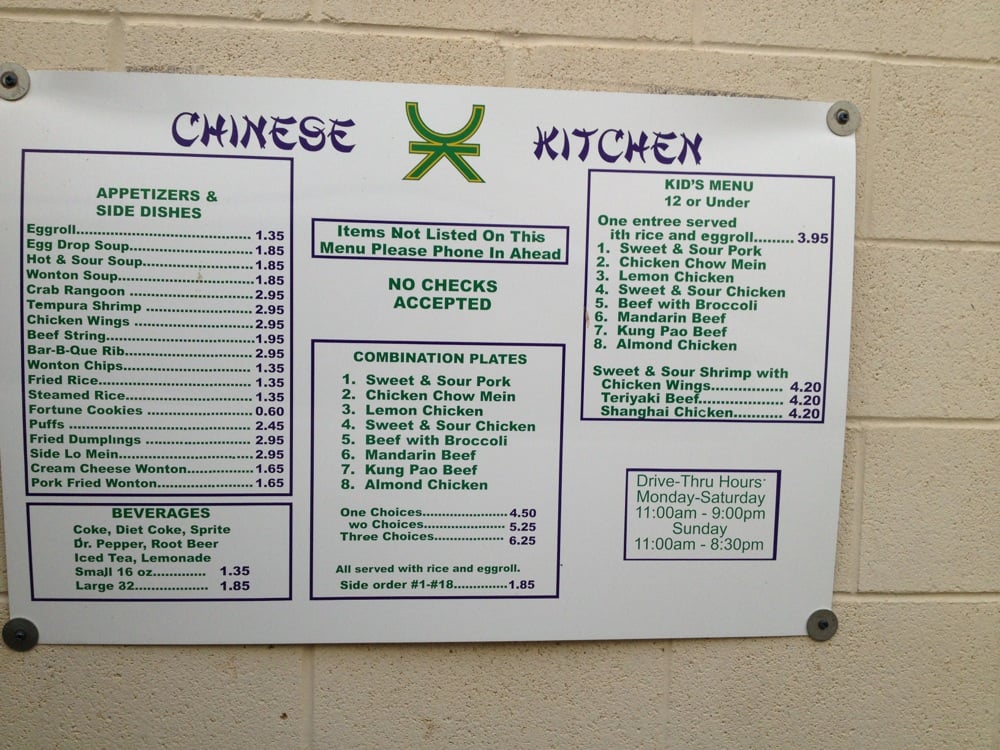 CHINESE KITCHEN
APPETIZERS &
SIDE DISHES
Eggroll 1.35
Egg Drop Soup 1.85
Hot & Sour Soup 1.85
Wonton Soup 1.85
Crab Rangoon 2.95
Tempura Shrimp 2.95
Chicken Wings 2.95
Beef String 1.95
Bar-B-Que Rib 2.95
Wonton Chips 1.35
Fried Rice 1.35
Steamed Rice 1.35
Fortune Cookies 0.60
Puffs 2.45
Fried Dumplings 2.95
Side Lo Mein 2.95
Cream Cheese Wonton 1.65
Pork Fried Wonton 1.65
BEVERAGES
Coke, Diet Coke, Sprite
Dr. Pepper, Root Beer
Iced Tea, Lemonade
Small 16 oz 1.35
Large 32 1.85
Items Not Listed On This
Menu Please Phone In Ahead
NO CHECKS
ACCEPTED
COMBINATION PLATES
1. Sweet & Sour Pork
2. Chicken Chow Mein
3. Lemon Chicken
4. Sweet & Sour Chicken
5. Beef with Broccoli
6. Mandarin Beef
7. Kung Pao Beef
8. Almond Chicken
One Choices 4.50
wo Choices 5.25
Three Choices 6.25
All served with rice and eggroll.
Side order #1-#18 1.85
KID'S MENU
12 or Under
One entree served
ith rice and eggroll 3.95
1. Sweet & Sour Pork
2. Chicken Chow Mein
3. Lemon Chicken
4. Sweet & Sour Chicken
5. Beef with Broccoli
6. Mandarin Beef
7. Kung Pao Beef
8. Almond Chicken
Sweet & Sour Shrimp with
Chicken Wings 4.20
Teriyaki Beef 4.20
Shanghai Chicken 4.20
Drive-Thru Hours
Monday-Saturday
11:00am - 9:00pm
Sunday
11:00am - 8:30pm